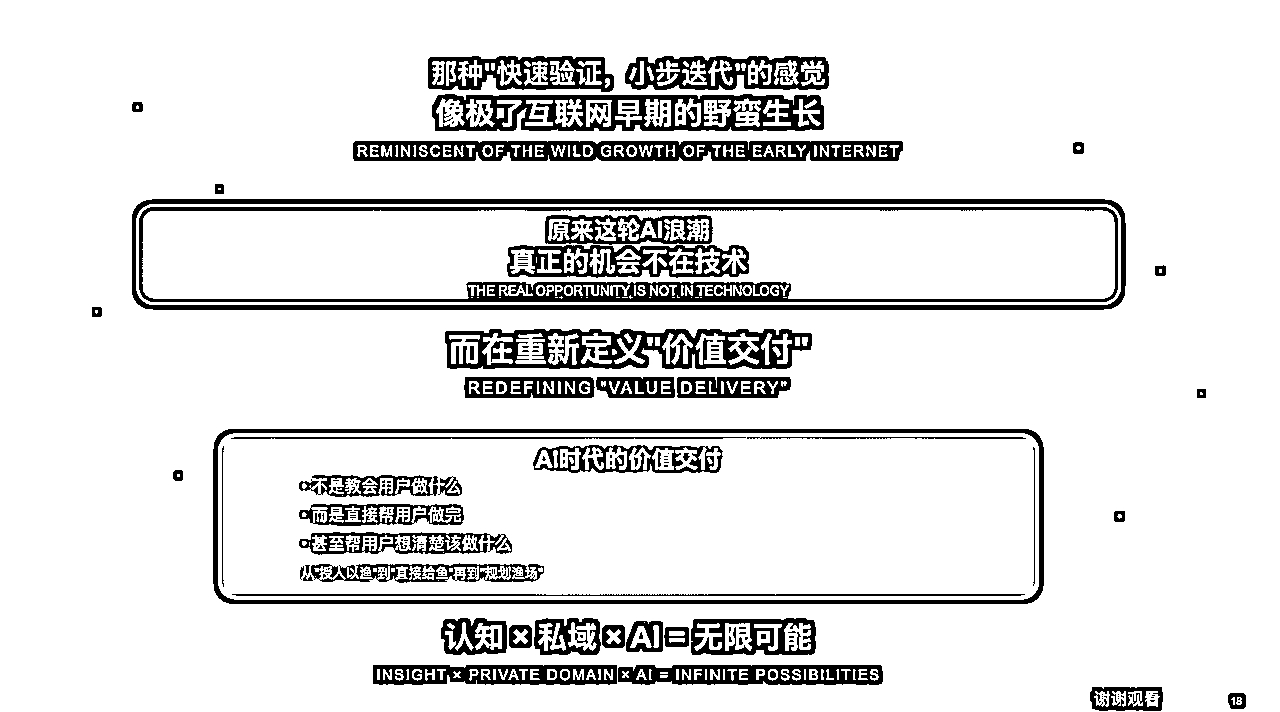 那种"快速验证，小步迭代"的感觉
像极了互联网早期的野蛮生长
REMINISCENT OF THE WILD GROWTH OF THE EARLY INTERNET
原来这轮AI浪潮
真正的机会不在技术
THE REAL OPPORTUNITY IS NOT IN TECHNOLOGY
而在重新定义"价值交付"
REDEFINING "VALUE DELIVERY"
AI时代的价值交付
•不是教会用户做什么
•而是直接帮用户做完
•甚至帮用户想清楚该做什么
从"授人以渔"到"直接给鱼"再到"规划渔场"
认知 × 私域 × AI = 无限可能
INSIGHT × PRIVATE DOMAIN × AI = INFINITE POSSIBILITIES
谢谢观看
18